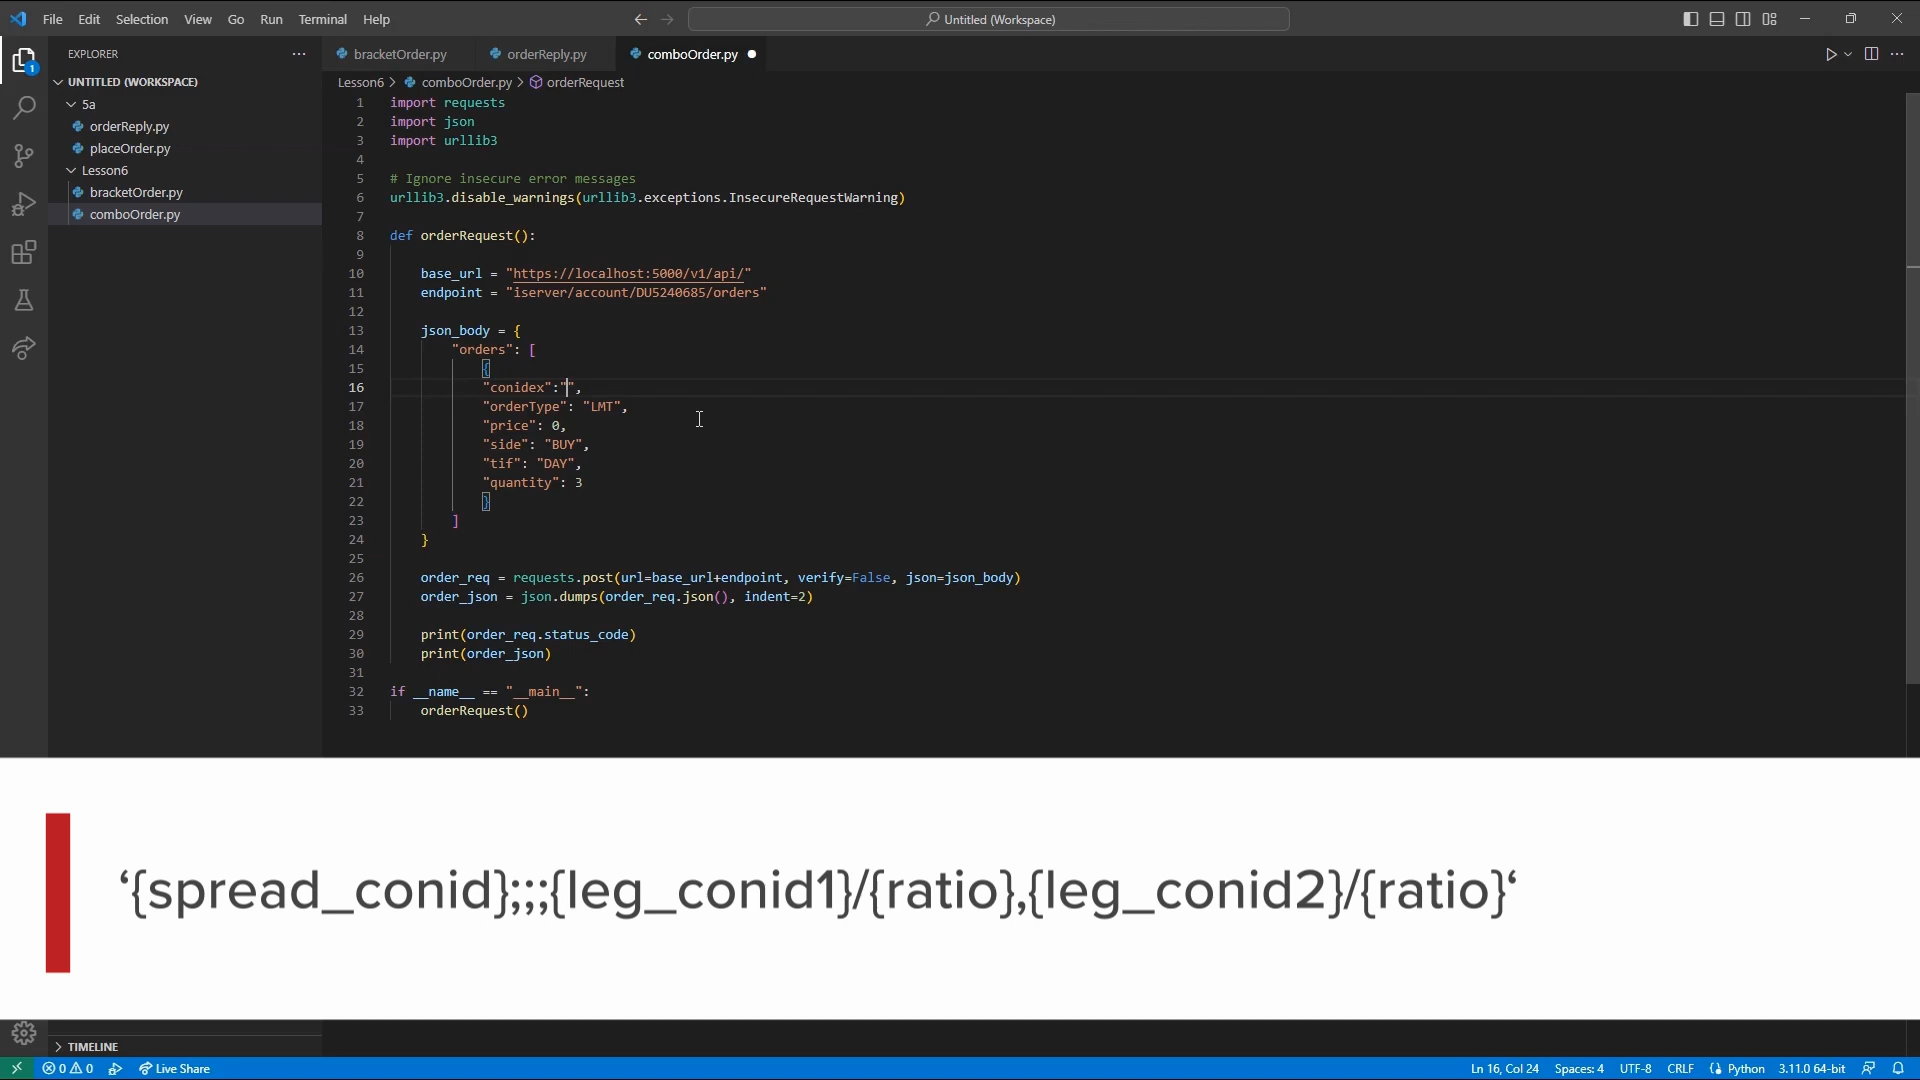 File Edit Selection View Go Run Terminal Help
Untitled (Workspace)
EXPLORER
UNTITLED (WORKSPACE)
5a
orderReply.py
placeOrder.py
Lesson6
bracketOrder.py
comboOrder.py
1
bracketOrder.py orderReply.py comboOrder.py
Lesson6 > comboOrder.py > orderRequest
1 import requests
2 import json
3 import urllib3
4
5 # Ignore insecure error messages
6 urllib3.disable_warnings(urllib3.exceptions.InsecureRequestWarning)
7
8 def orderRequest():
9
10 base_url = "https://localhost:5000/v1/api/"
11 endpoint = "iserver/account/DU5240685/orders"
12
13 json_body = {
14 "orders": [
15 {
16 "conidex":"",
17 "orderType": "LMT",
18 "price": 0,
19 "side": "BUY",
20 "tif": "DAY",
21 "quantity": 3
22 }
23 ]
24 }
25
26 order_req = requests.post(url=base_url+endpoint, verify=False, json=json_body)
27 order_json = json.dumps(order_req.json(), indent=2)
28
29 print(order_req.status_code)
30 print(order_json)
31
32 if __name__ == "__main__":
33 orderRequest()
‘{spread_conid};;;{leg_conid1}/{ratio},{leg_conid2}/{ratio}‘
TIMELINE
0 0 Live Share Ln 16, Col 24 Spaces: 4 UTF-8 CRLF Python 3.11.0 64-bit